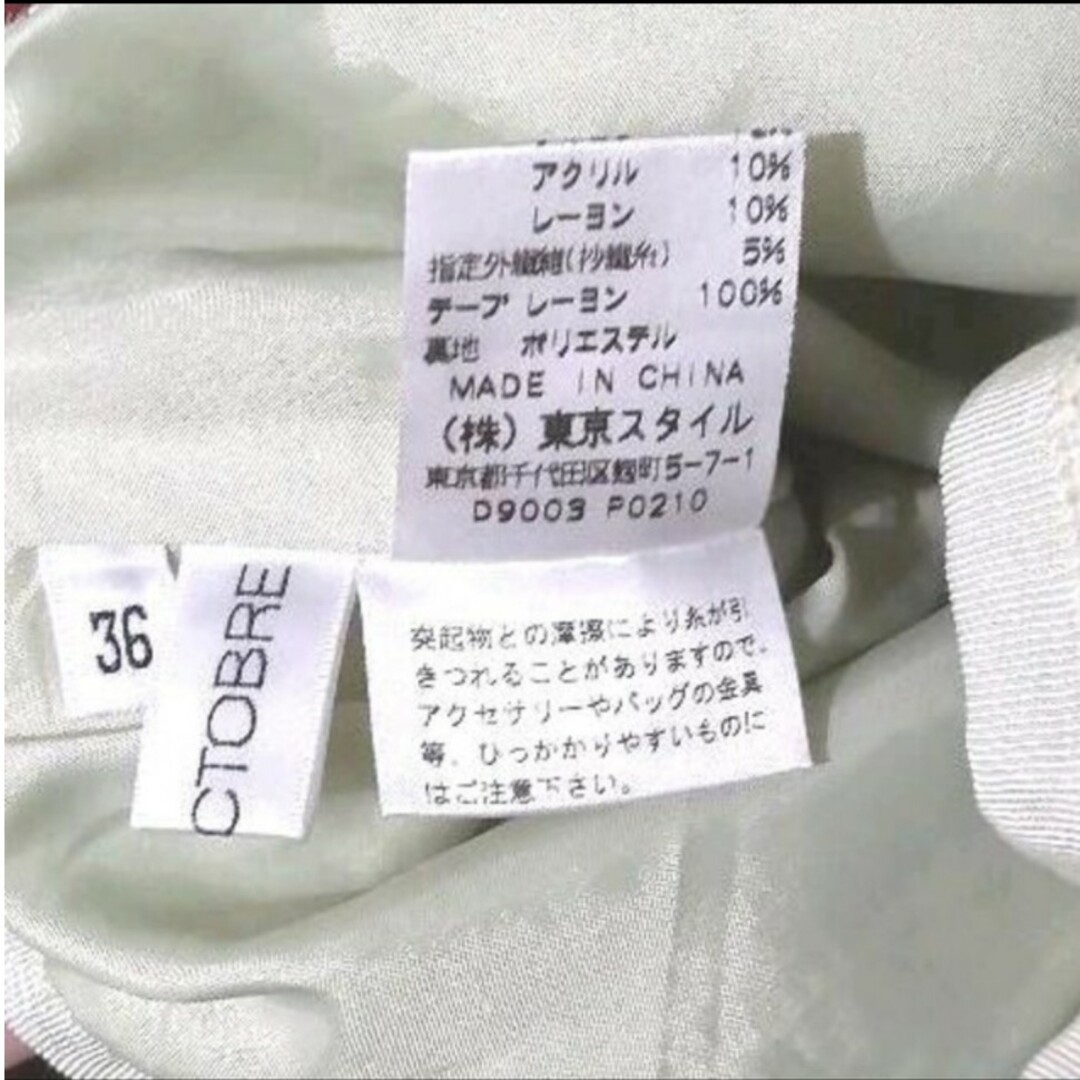 アクリル 10%
レーヨン 10%
指定外繊維(抄繊糸) 5%
テープ レーヨン 100%
裏地 ポリエステル
MADE IN CHINA
(株)東京スタイル
東京都千代田区麹町5-7-1
D9003 P0210
36
CTOBRE
突起物との摩擦により糸が引
きつれることがありますので、
アクセサリーやバッグの金具
等、ひっかかりやすいものに
はご注意下さい。